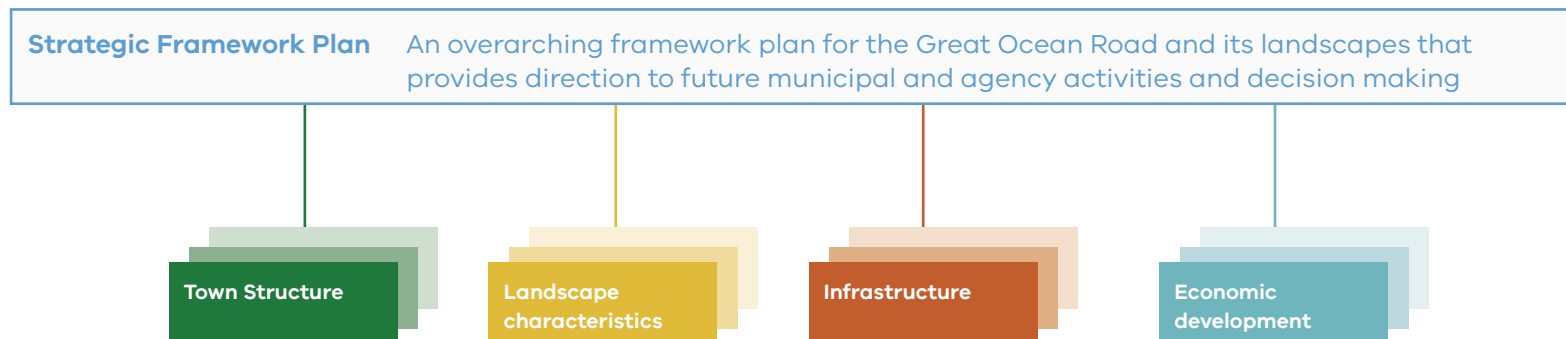 Strategic Framework Plan
An overarching framework plan for the Great Ocean Road and its landscapes that
provides direction to future municipal and agency activities and decision making
Town Structure
Landscape
characteristics
Infrastructure
Economic
development